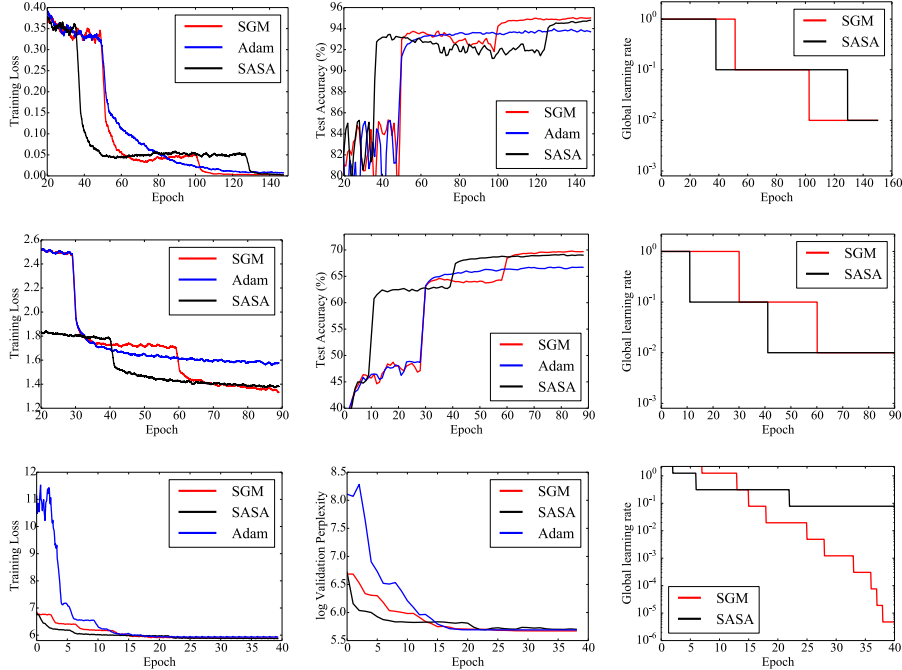 0.40
0.35
0.30
0.25
0.20
0.15
0.10
0.05
0.00
Training Loss
20 40 60 80 100 120 140
Epoch
SGM
Adam
SASA
96
94
92
90
88
86
84
82
80
Test Accuracy (%)
20 40 60 80 100 120 140
Epoch
SGM
Adam
SASA
10^0
10^-1
10^-2
10^-3
Global learning rate
0 20 40 60 80 100 120 140 160
Epoch
SGM
SASA
2.6
2.4
2.2
2.0
1.8
1.6
1.4
1.2
Training Loss
20 30 40 50 60 70 80 90
Epoch
SGM
Adam
SASA
70
65
60
55
50
45
40
Test Accuracy (%)
0 10 20 30 40 50 60 70 80 90
Epoch
SGM
Adam
SASA
10^0
10^-1
10^-2
10^-3
Global learning rate
0 10 20 30 40 50 60 70 80 90
Epoch
SGM
SASA
12
11
10
9
8
7
6
Training Loss
0 5 10 15 20 25 30 35 40
Epoch
SGM
SASA
Adam
8.5
8.0
7.5
7.0
6.5
6.0
5.5
log Validation Perplexity
0 5 10 15 20 25 30 35 40
Epoch
SGM
SASA
Adam
10^0
10^-1
10^-2
10^-3
10^-4
10^-5
10^-6
Global learning rate
0 5 10 15 20 25 30 35 40
Epoch
SGM
SASA